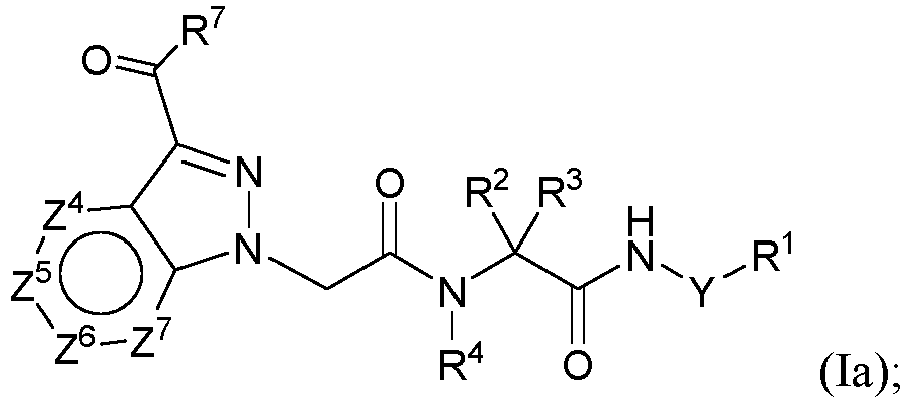 R⁷
O
N
Z⁴
O
R² R³
H
N
R¹
Z⁵
N
N
Y
Z⁶ Z⁷
R⁴
O
(Ia);